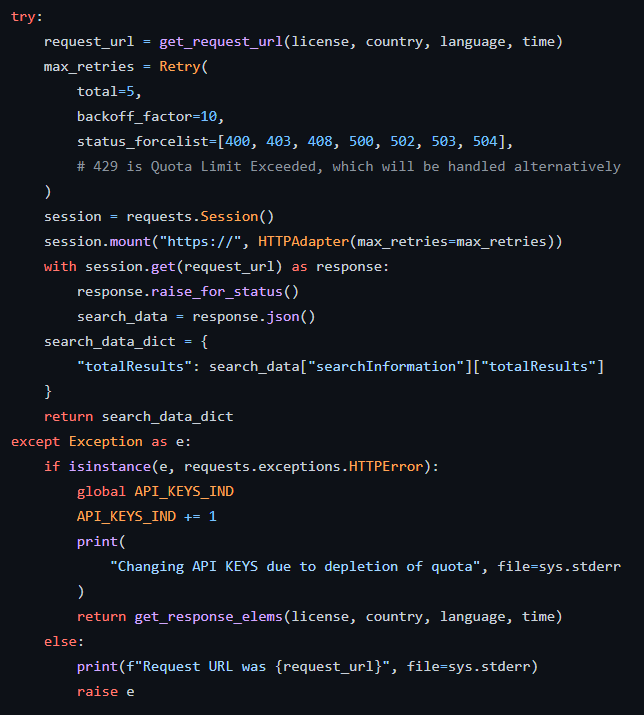 try:
    request_url = get_request_url(license, country, language, time)
    max_retries = Retry(
        total=5,
        backoff_factor=10,
        status_forcelist=[400, 403, 408, 500, 502, 503, 504],
        # 429 is Quota Limit Exceeded, which will be handled alternatively
    )
    session = requests.Session()
    session.mount("https://", HTTPAdapter(max_retries=max_retries))
    with session.get(request_url) as response:
        response.raise_for_status()
        search_data = response.json()
    search_data_dict = {
        "totalResults": search_data["searchInformation"]["totalResults"]
    }
    return search_data_dict
except Exception as e:
    if isinstance(e, requests.exceptions.HTTPError):
        global API_KEYS_IND
        API_KEYS_IND += 1
        print(
            "Changing API KEYS due to depletion of quota", file=sys.stderr
        )
        return get_response_elems(license, country, language, time)
    else:
        print(f"Request URL was {request_url}", file=sys.stderr)
        raise e